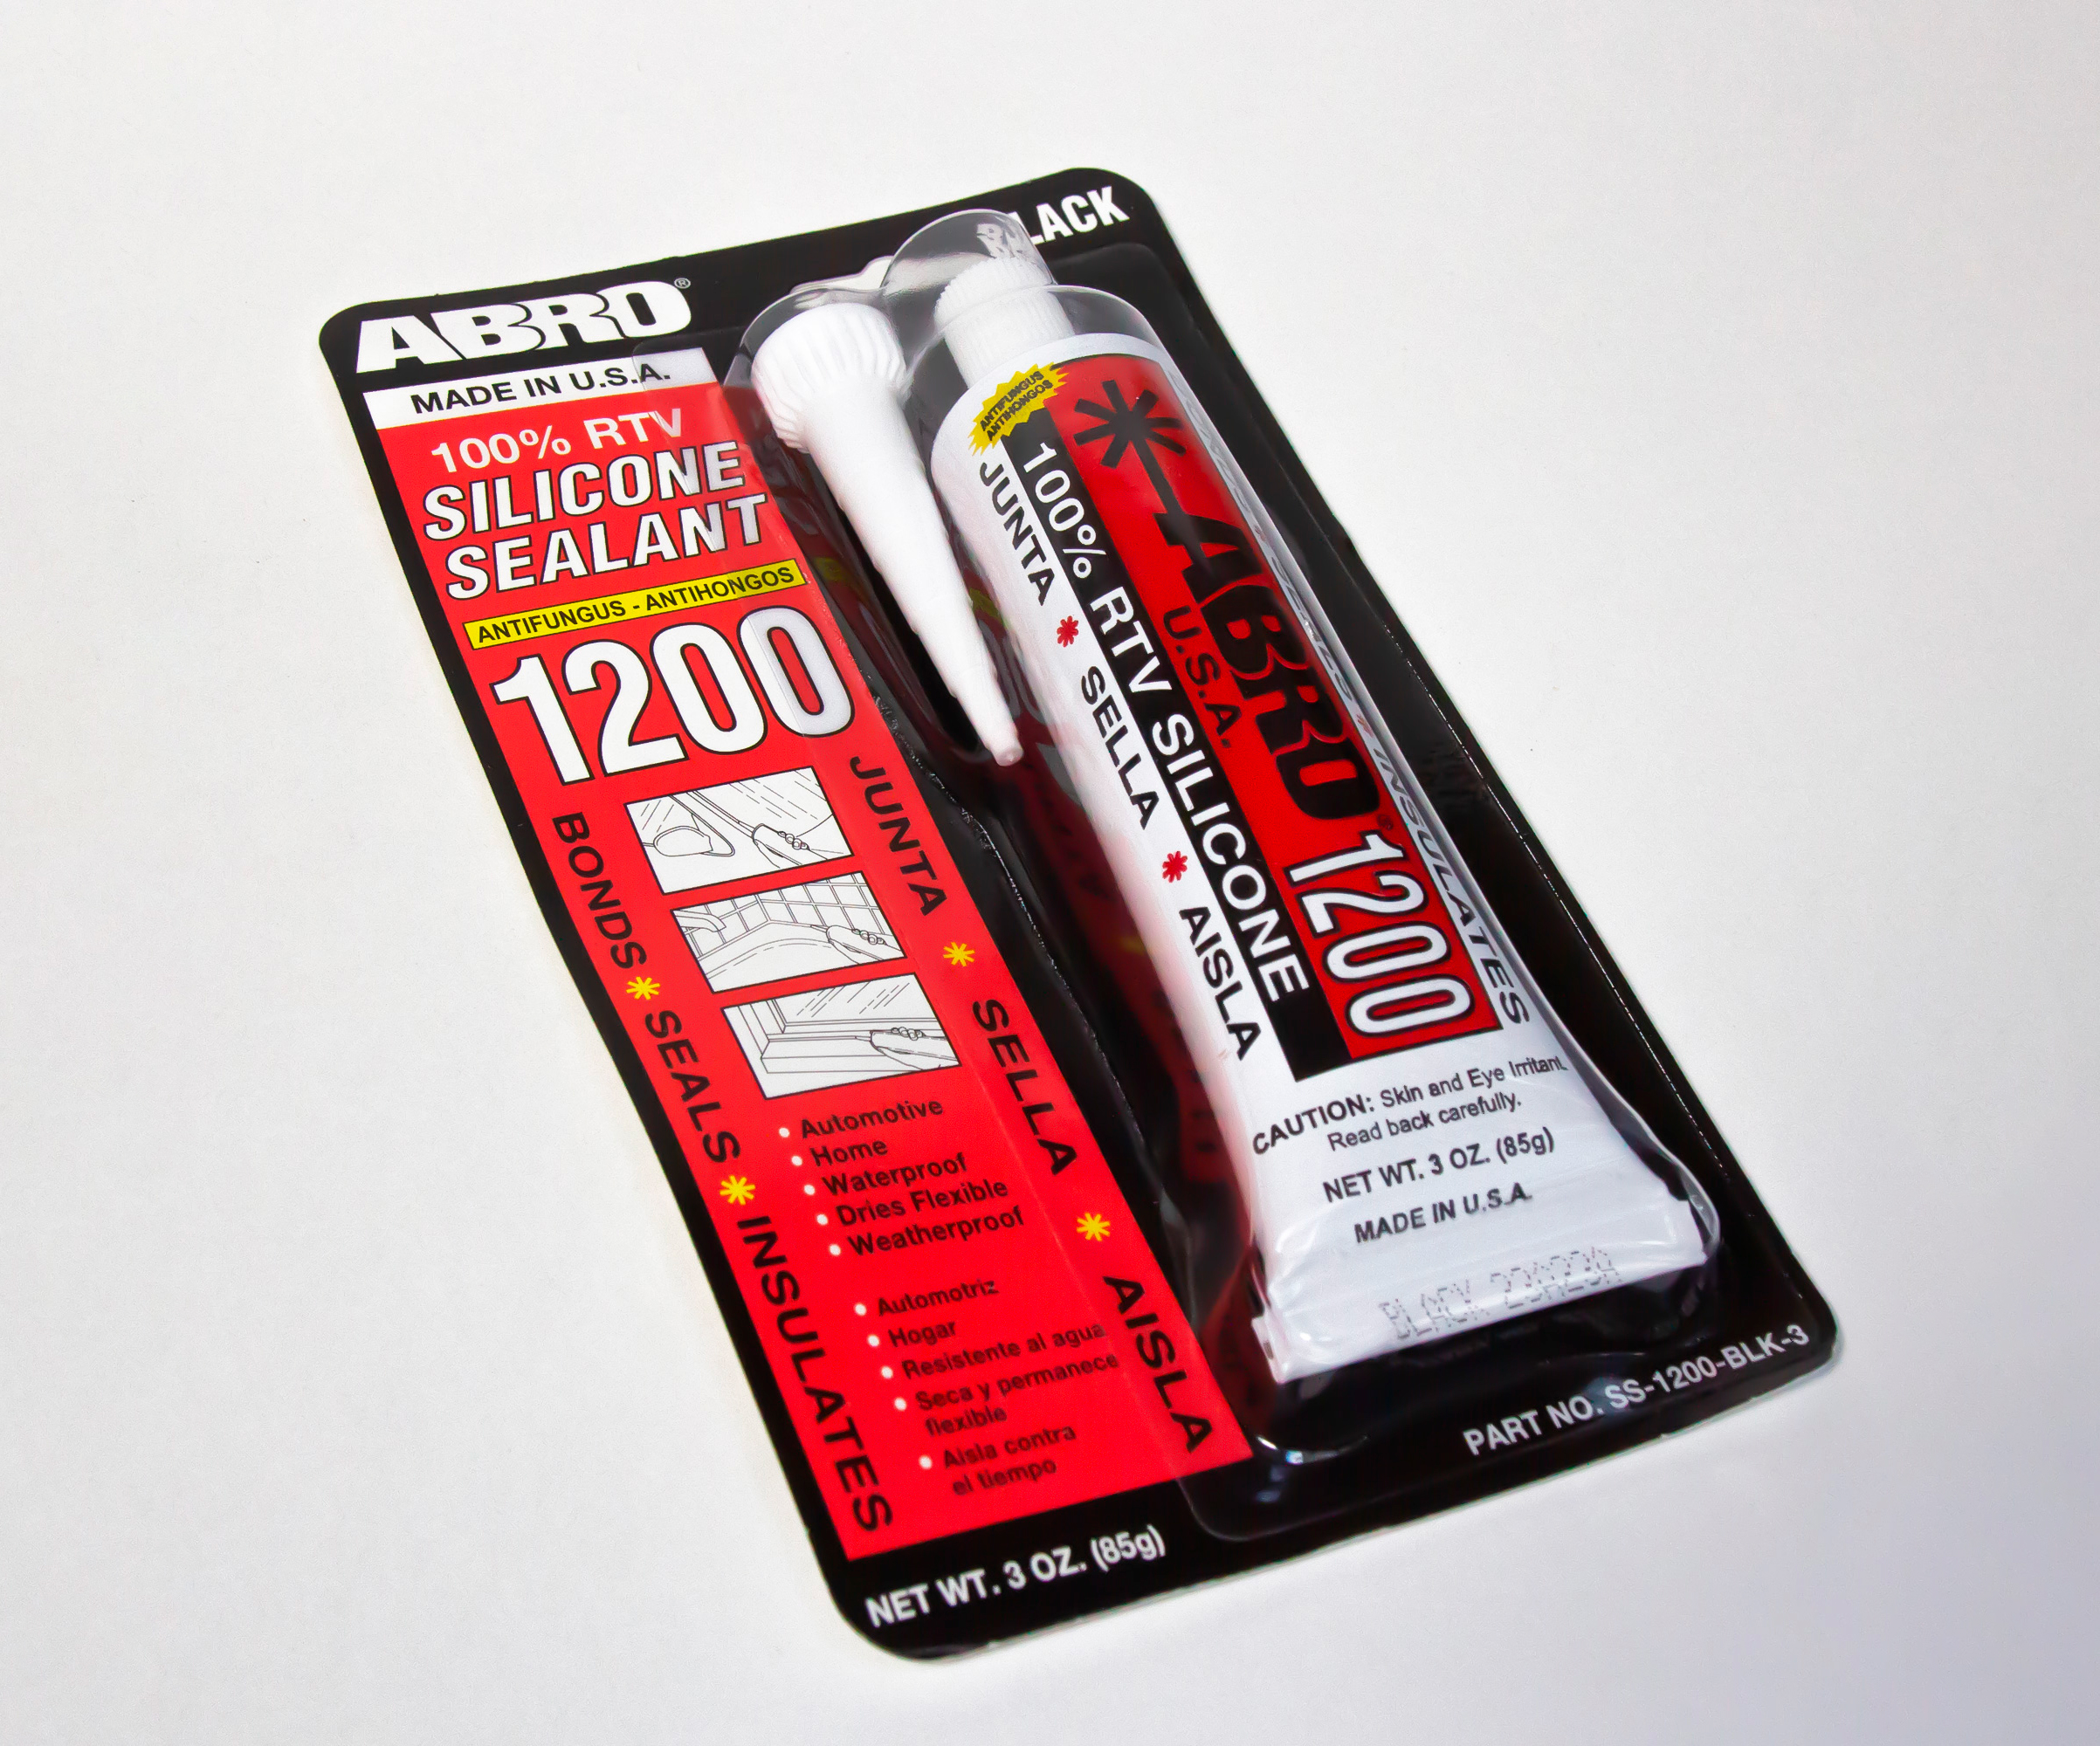 ABRO®
MADE IN U.S.A.
100% RTV
SILICONE
SEALANT
ANTIFUNGUS - ANTIHONGOS
1200
BONDS * SEALS * INSULATES
JUNTA * SELLA * AISLA
• Automotive
• Home
• Waterproof
• Dries Flexible
• Weatherproof
• Automotriz
• Hogar
• Resistente al agua
• Seca y permanece
flexible
• Aisla contra
el tiempo
NET WT. 3 OZ. (85g)
BLACK
ANTIFUNGUS
ANTIHONGOS
INSULATES
ABRO® 1200
U.S.A.
100% RTV SILICONE
JUNTA * SELLA * AISLA
CAUTION: Skin and Eye Irritant.
Read back carefully.
NET WT. 3 OZ. (85g)
MADE IN U.S.A.
BLACK
PART NO. SS-1200-BLK-3